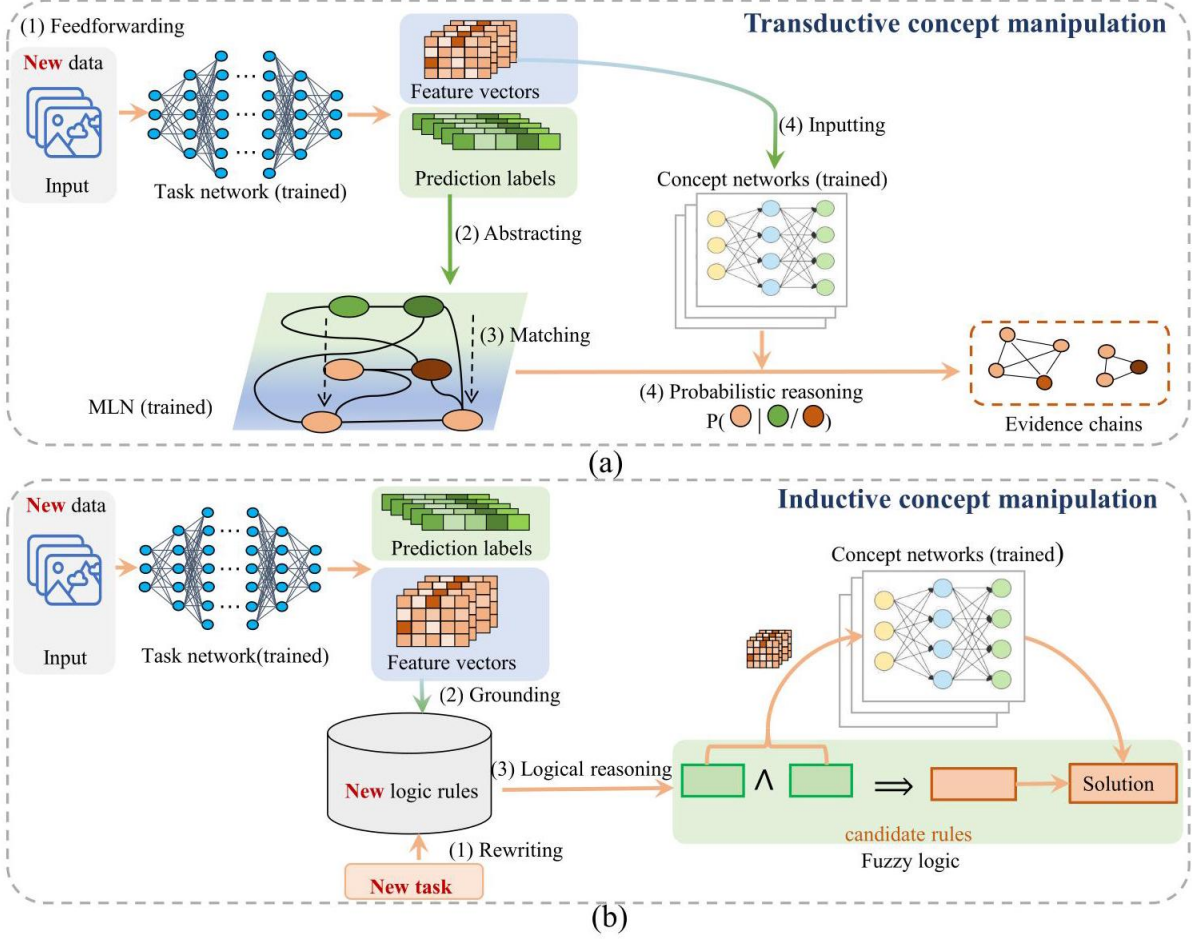 (1) Feedforwarding
Transductive concept manipulation
New data
Input
Task network (trained)
Feature vectors
Prediction labels
(4) Inputting
Concept networks (trained)
(2) Abstracting
(3) Matching
MLN (trained)
(4) Probabilistic reasoning
P( | / )
Evidence chains
(a)
Inductive concept manipulation
New data
Input
Task network(trained)
Prediction labels
Feature vectors
Concept networks (trained)
(2) Grounding
New logic rules
(3) Logical reasoning
∧
⇒
Solution
candidate rules
Fuzzy logic
(1) Rewriting
New task
(b)